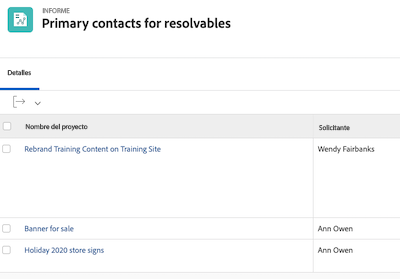 INFORME
Primary contacts for resolvables
Detalles
Nombre del proyecto Solicitante
Rebrand Training Content on Training Site Wendy Fairbanks
Banner for sale Ann Owen
Holiday 2020 store signs Ann Owen